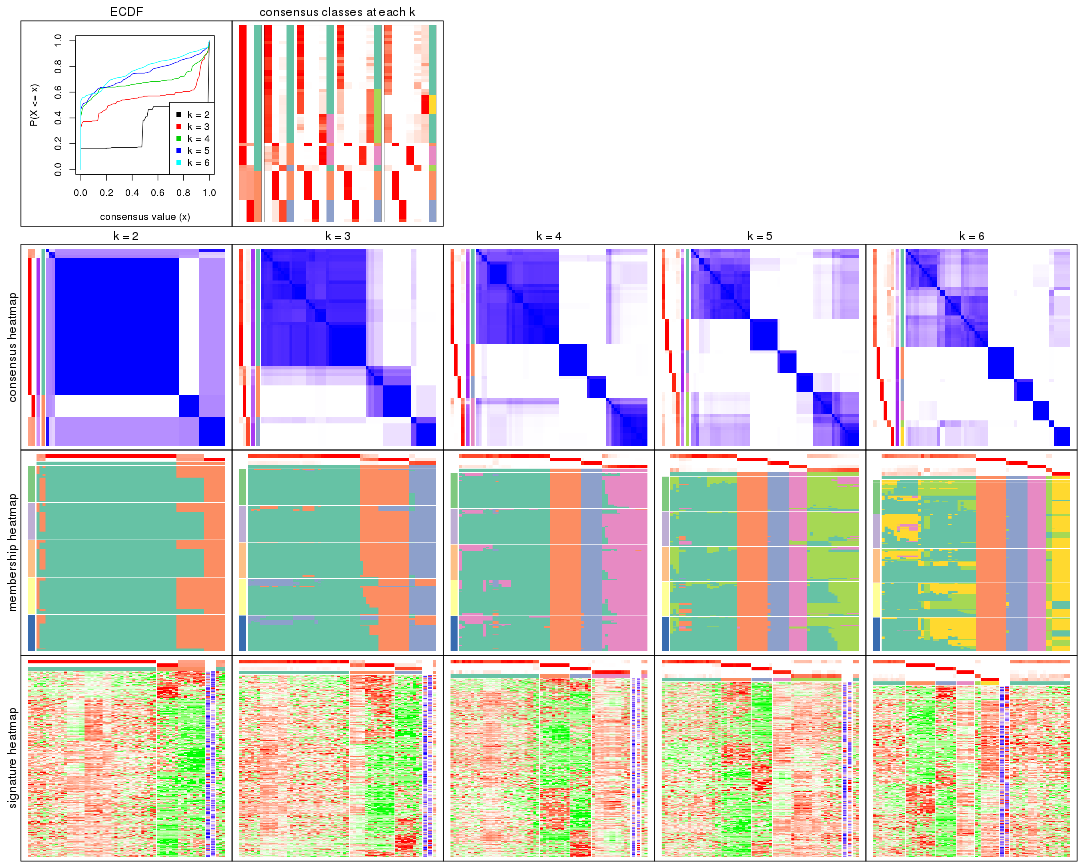 ECDF
consensus classes at each k
P(X <= x)
0.0 0.2 0.4 0.6 0.8 1.0
k = 2
k = 3
k = 4
k = 5
k = 6
0.0 0.2 0.4 0.6 0.8 1.0
consensus value (x)
k = 2
k = 3
k = 4
k = 5
k = 6
consensus heatmap
membership heatmap
signature heatmap